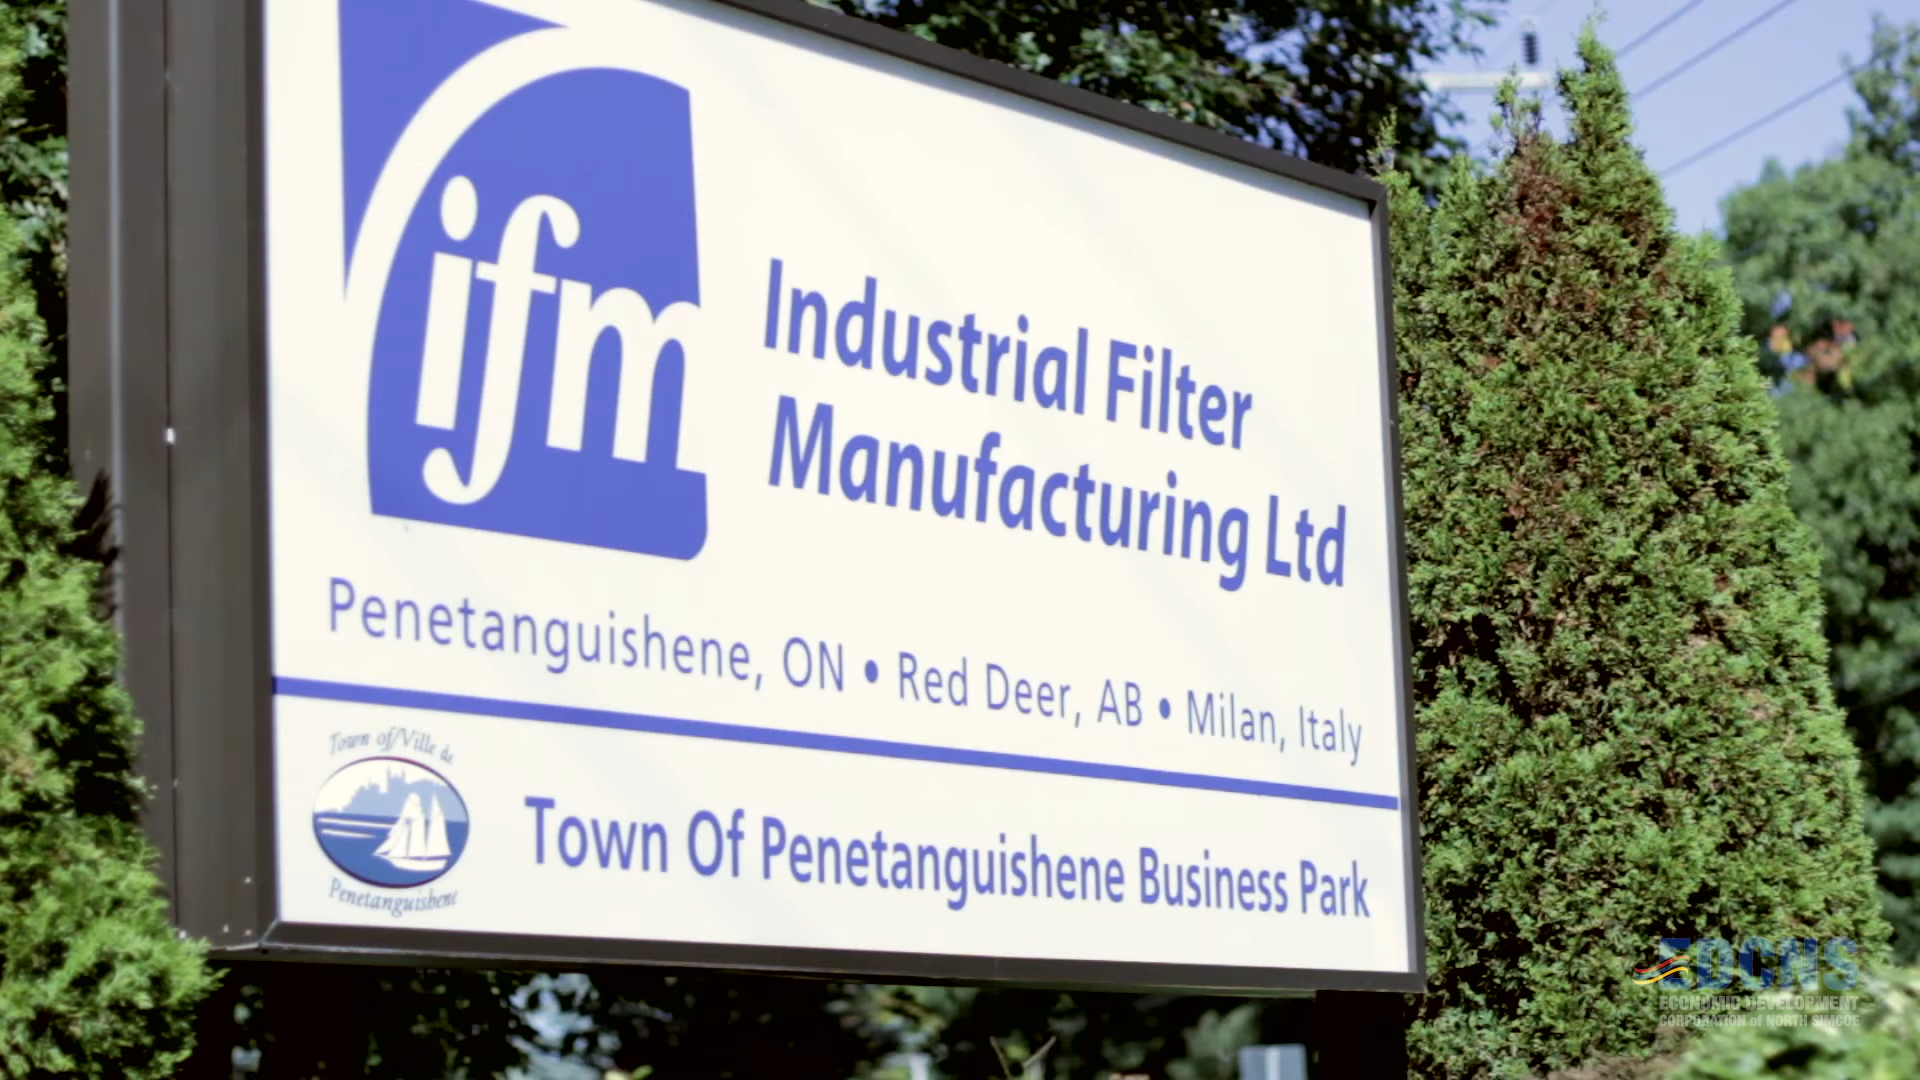 ifm
Industrial Filter
Manufacturing Ltd
Penetanguishene, ON • Red Deer, AB • Milan, Italy
Town of/Ville de
Penetanguishene
Town Of Penetanguishene Business Park
EDCNS
ECONOMIC DEVELOPMENT
CORPORATION of NORTH SIMCOE